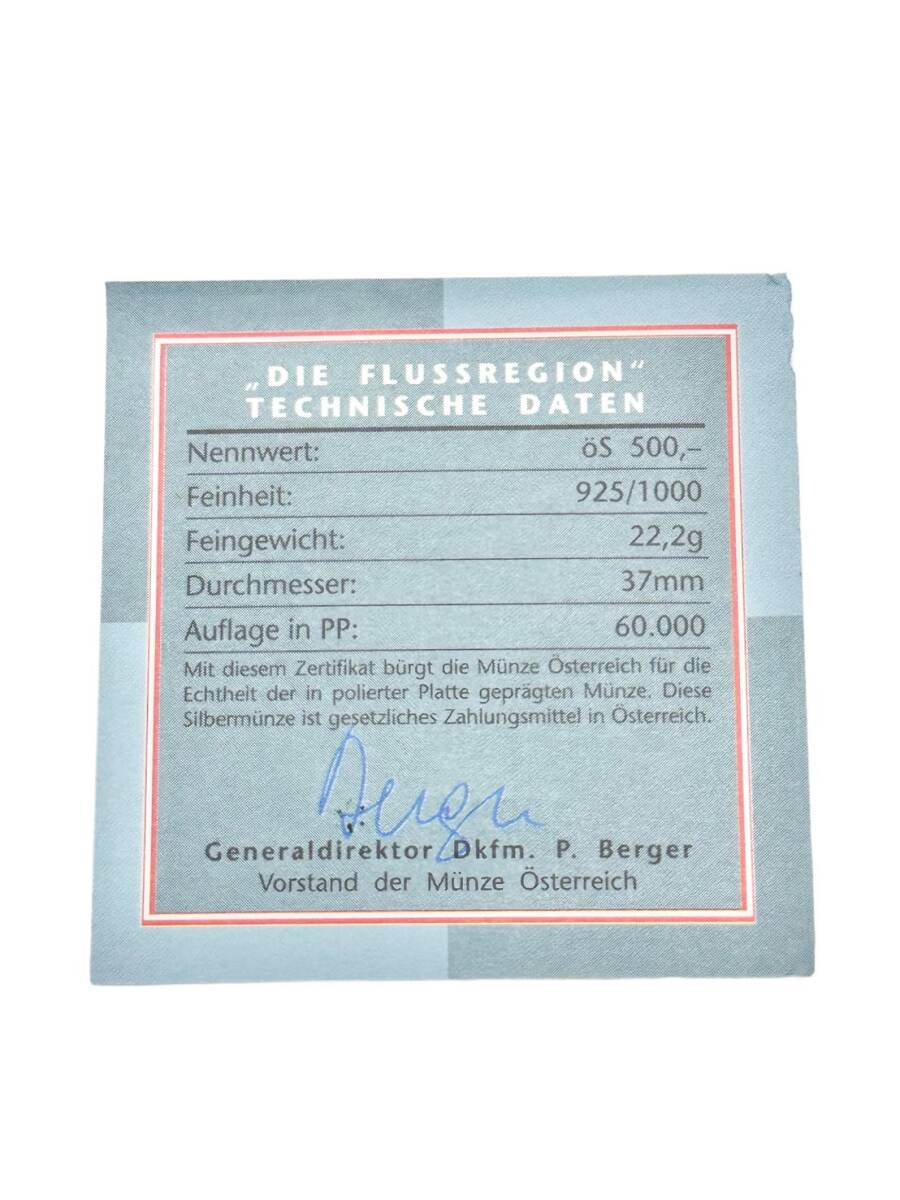 „DIE FLUSSREGION“
TECHNISCHE DATEN
Nennwert: öS 500,–
Feinheit: 925/1000
Feingewicht: 22,2g
Durchmesser: 37mm
Auflage in PP: 60.000
Mit diesem Zertifikat bürgt die Münze Österreich für die
Echtheit der in polierter Platte geprägten Münze. Diese
Silbermünze ist gesetzliches Zahlungsmittel in Österreich.
Berger
Generaldirektor Dkfm. P. Berger
Vorstand der Münze Österreich